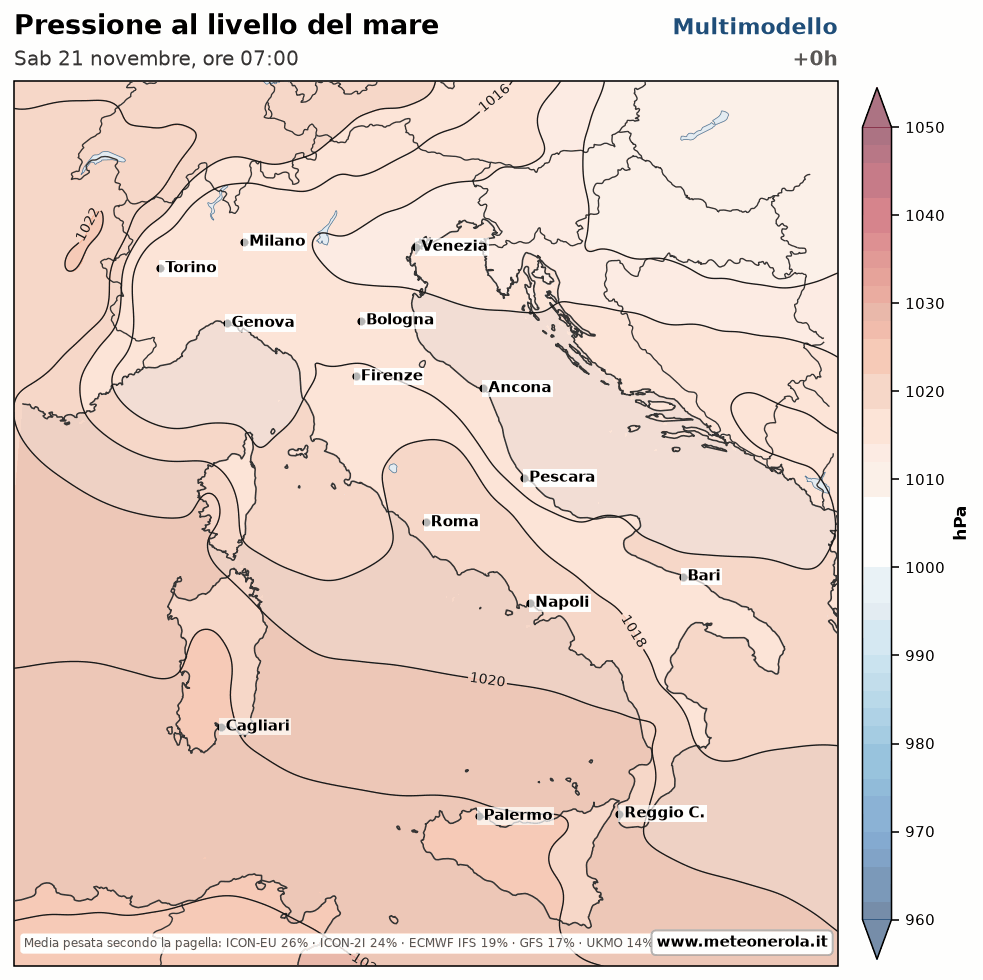 Pressione al livello del mare
Multimodello
Sab 21 novembre, ore 07:00
+0h
1016
1022
Milano
Venezia
Torino
Genova
Bologna
Firenze
Ancona
Pescara
Roma
Bari
Napoli
1018
1020
Cagliari
Palermo
Reggio C.
1050
1040
1030
1020
1010
1000
990
980
970
960
hPa
Media pesata secondo la pagella: ICON-EU 26% · ICON-2I 24% · ECMWF IFS 19% · GFS 17% · UKMO 14%
www.meteonerola.it